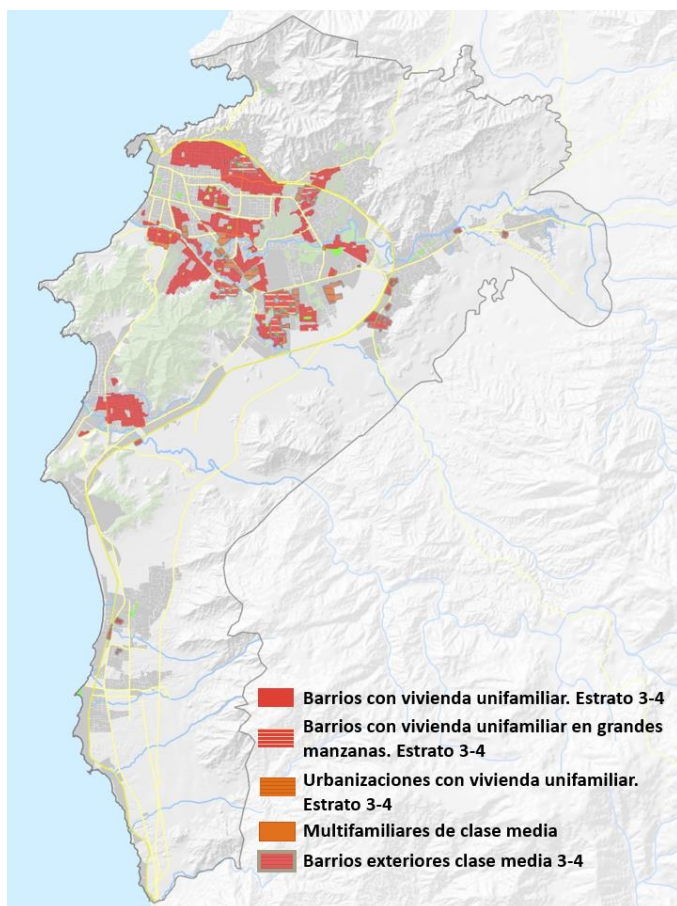 Barrios con vivienda unifamiliar. Estrato 3-4
Barrios con vivienda unifamiliar en grandes
manzanas. Estrato 3-4
Urbanizaciones con vivienda unifamiliar.
Estrato 3-4
Multifamiliares de clase media
Barrios exteriores clase media 3-4